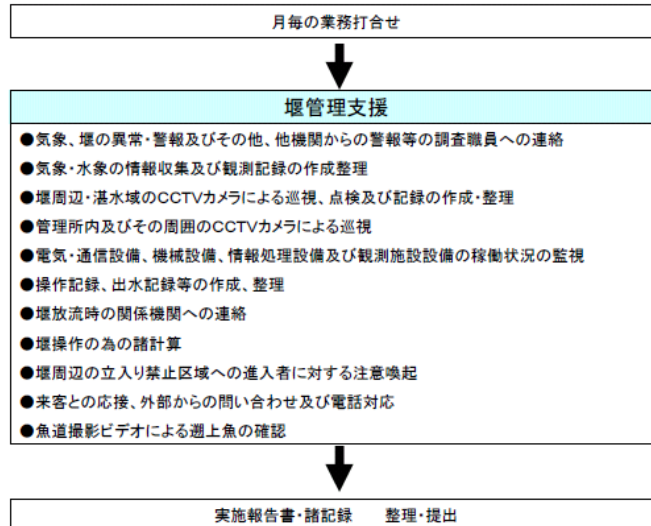 月毎の業務打合せ
堰管理支援
●気象、堰の異常・警報及びその他、他機関からの警報等の調査職員への連絡
●気象・水象の情報収集及び観測記録の作成整理
●堰周辺・湛水域のCCTVカメラによる巡視、点検及び記録の作成・整理
●管理所内及びその周囲のCCTVカメラによる巡視
●電気・通信設備、機械設備、情報処理設備及び観測施設設備の稼働状況の監視
●操作記録、出水記録等の作成、整理
●堰放流時の関係機関への連絡
●堰操作の為の諸計算
●堰周辺の立入り禁止区域への進入者に対する注意喚起
●来客との応接、外部からの問い合わせ及び電話対応
●魚道撮影ビデオによる遡上魚の確認
実施報告書・諸記録　　整理・提出